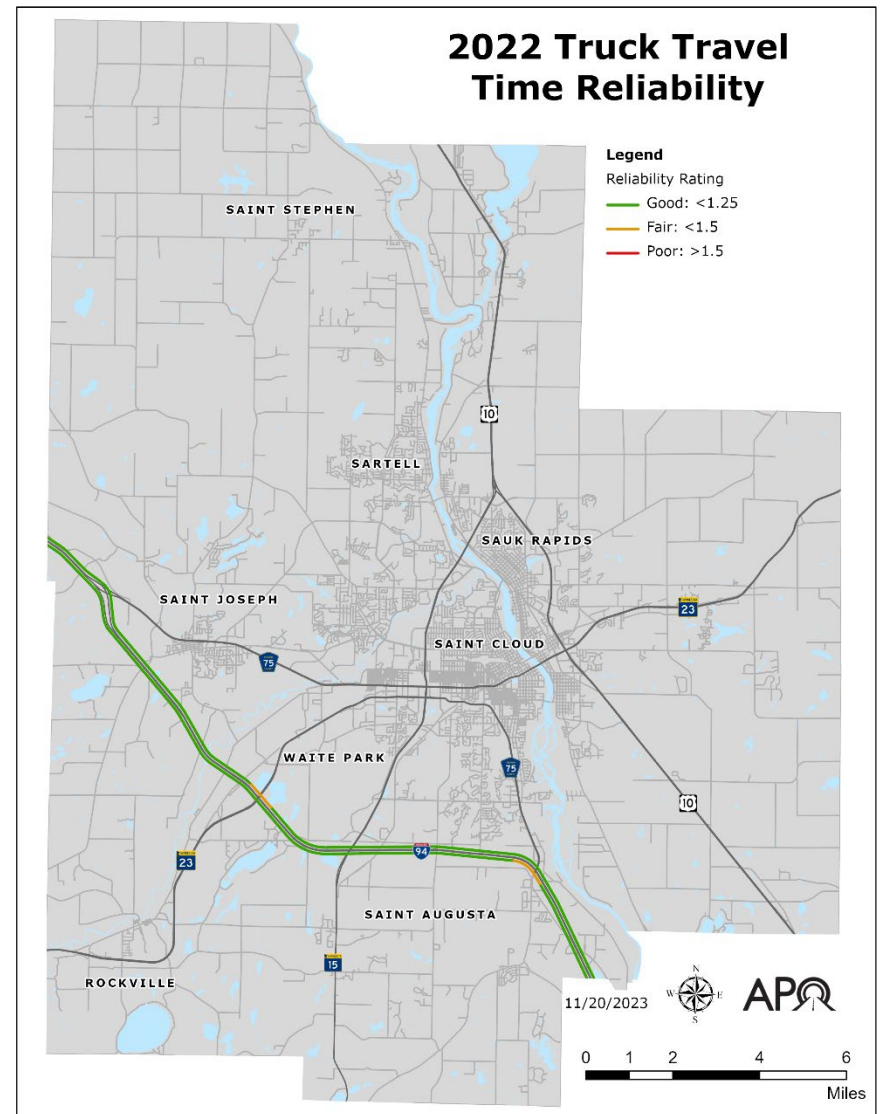 2022 Truck Travel
Time Reliability
Legend
Reliability Rating
Good: <1.25
Fair: <1.5
Poor: >1.5
SAINT STEPHEN
10
SARTELL
SAUK RAPIDS
SAINT JOSEPH
23
SAINT CLOUD
75
WAITE PARK
75
10
94
23
SAINT AUGUSTA
15
ROCKVILLE
11/20/2023
N
W E
S
APO
0 1 2 4 6
Miles